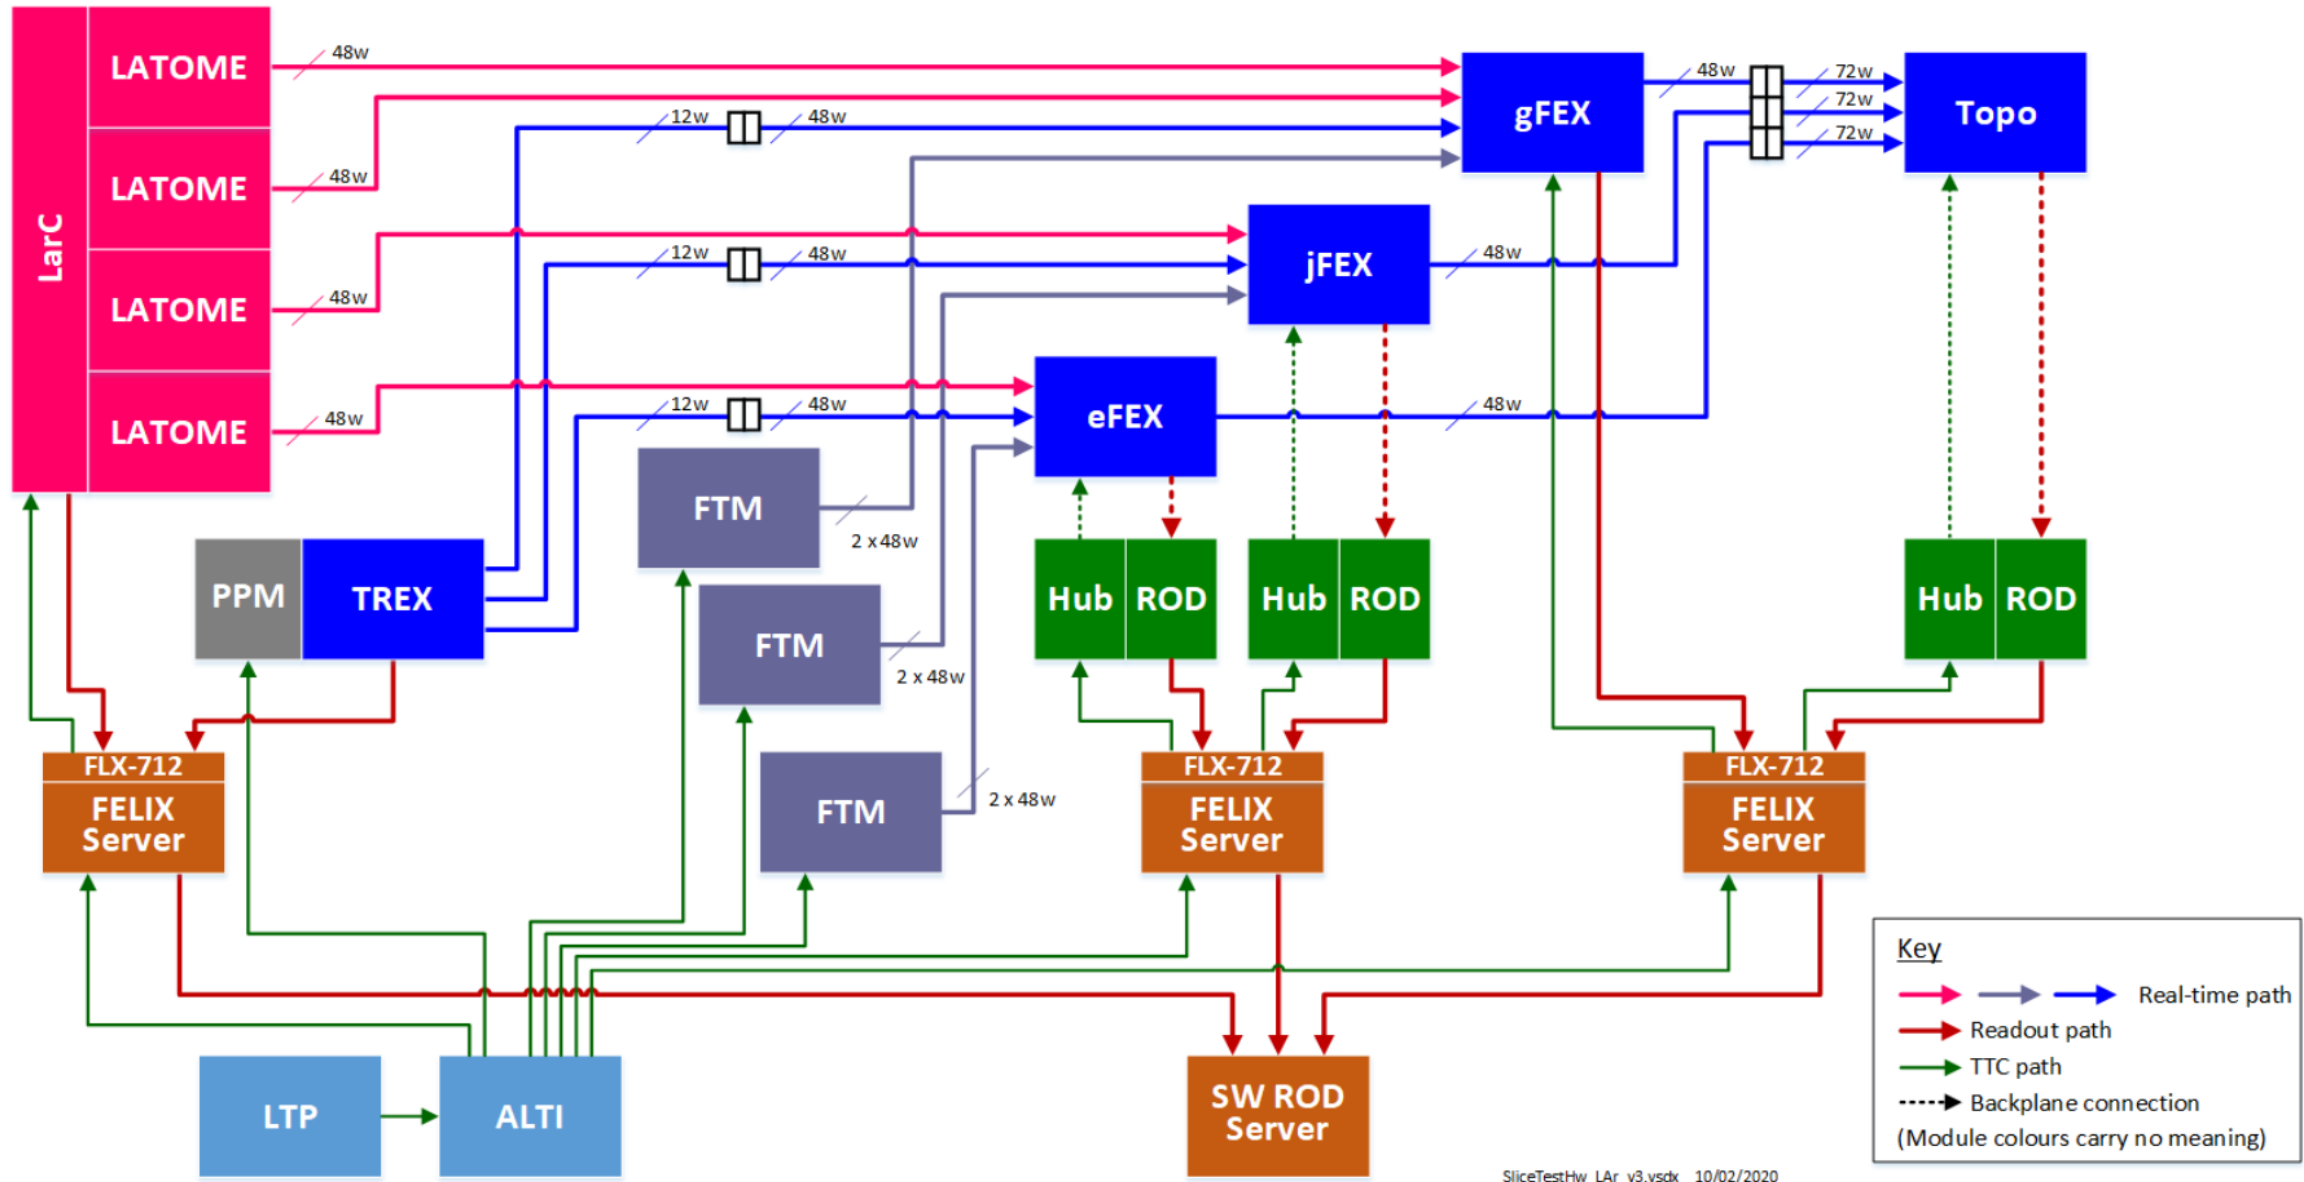 LarC
LATOME
LATOME
LATOME
LATOME
48w
48w
48w
48w
12w
48w
12w
48w
12w
48w
gFEX
48w
72w
72w
72w
Topo
jFEX
48w
eFEX
48w
FTM
2 x 48w
FTM
2 x 48w
FTM
2 x 48w
PPM
TREX
Hub
ROD
Hub
ROD
Hub
ROD
FLX-712
FELIX
Server
FLX-712
FELIX
Server
FLX-712
FELIX
Server
LTP
ALTI
SW ROD
Server
Key
Real-time path
Readout path
TTC path
Backplane connection
(Module colours carry no meaning)
SliceTestHw_LAr_v3.vsdx 10/02/2020